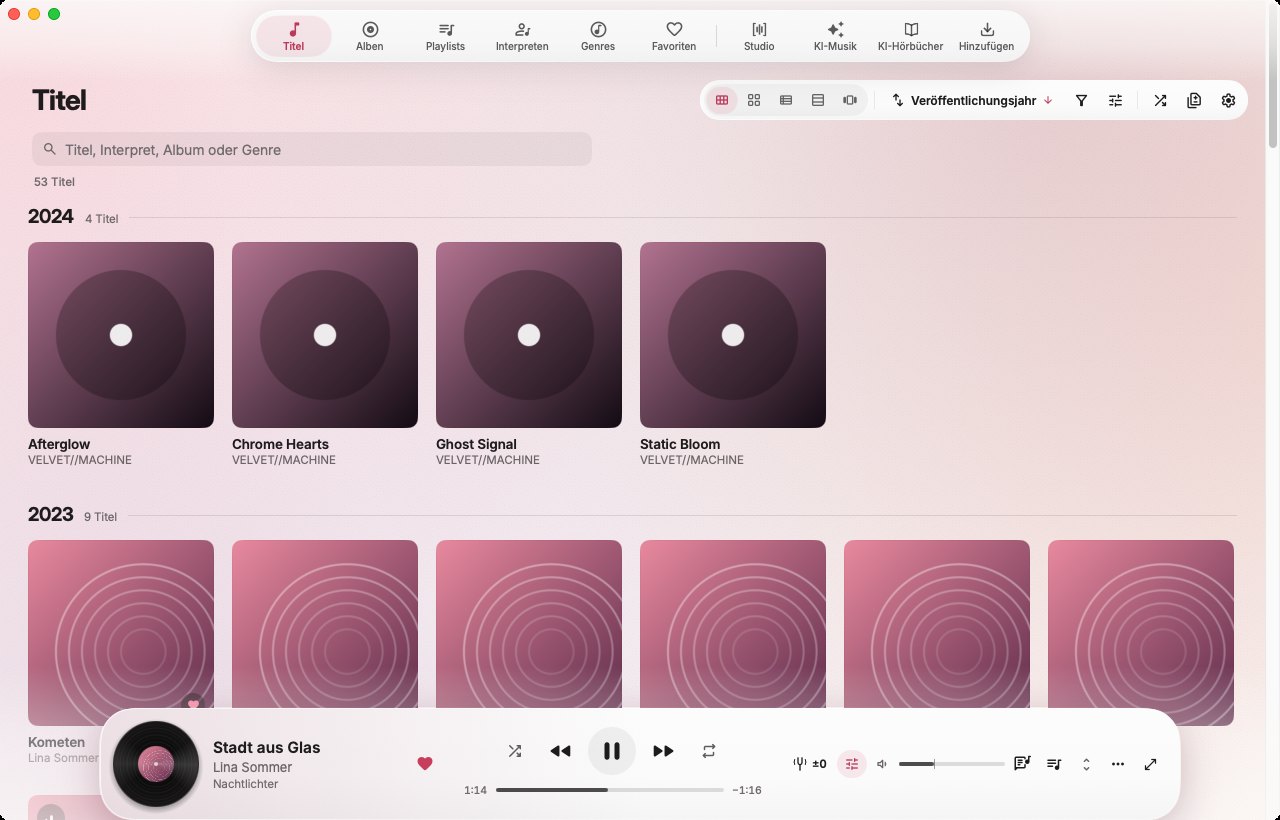 Titel
Alben
Playlists
Interpreten
Genres
Favoriten
Studio
KI-Musik
KI-Hörbücher
Hinzufügen
Titel
Veröffentlichungsjahr
Titel, Interpret, Album oder Genre
53 Titel
2024 4 Titel
Afterglow
VELVET//MACHINE
Chrome Hearts
VELVET//MACHINE
Ghost Signal
VELVET//MACHINE
Static Bloom
VELVET//MACHINE
2023 9 Titel
Kometen
Lina Sommer
Stadt aus Glas
Lina Sommer
Nachtlichter
1:14
−1:16
±0